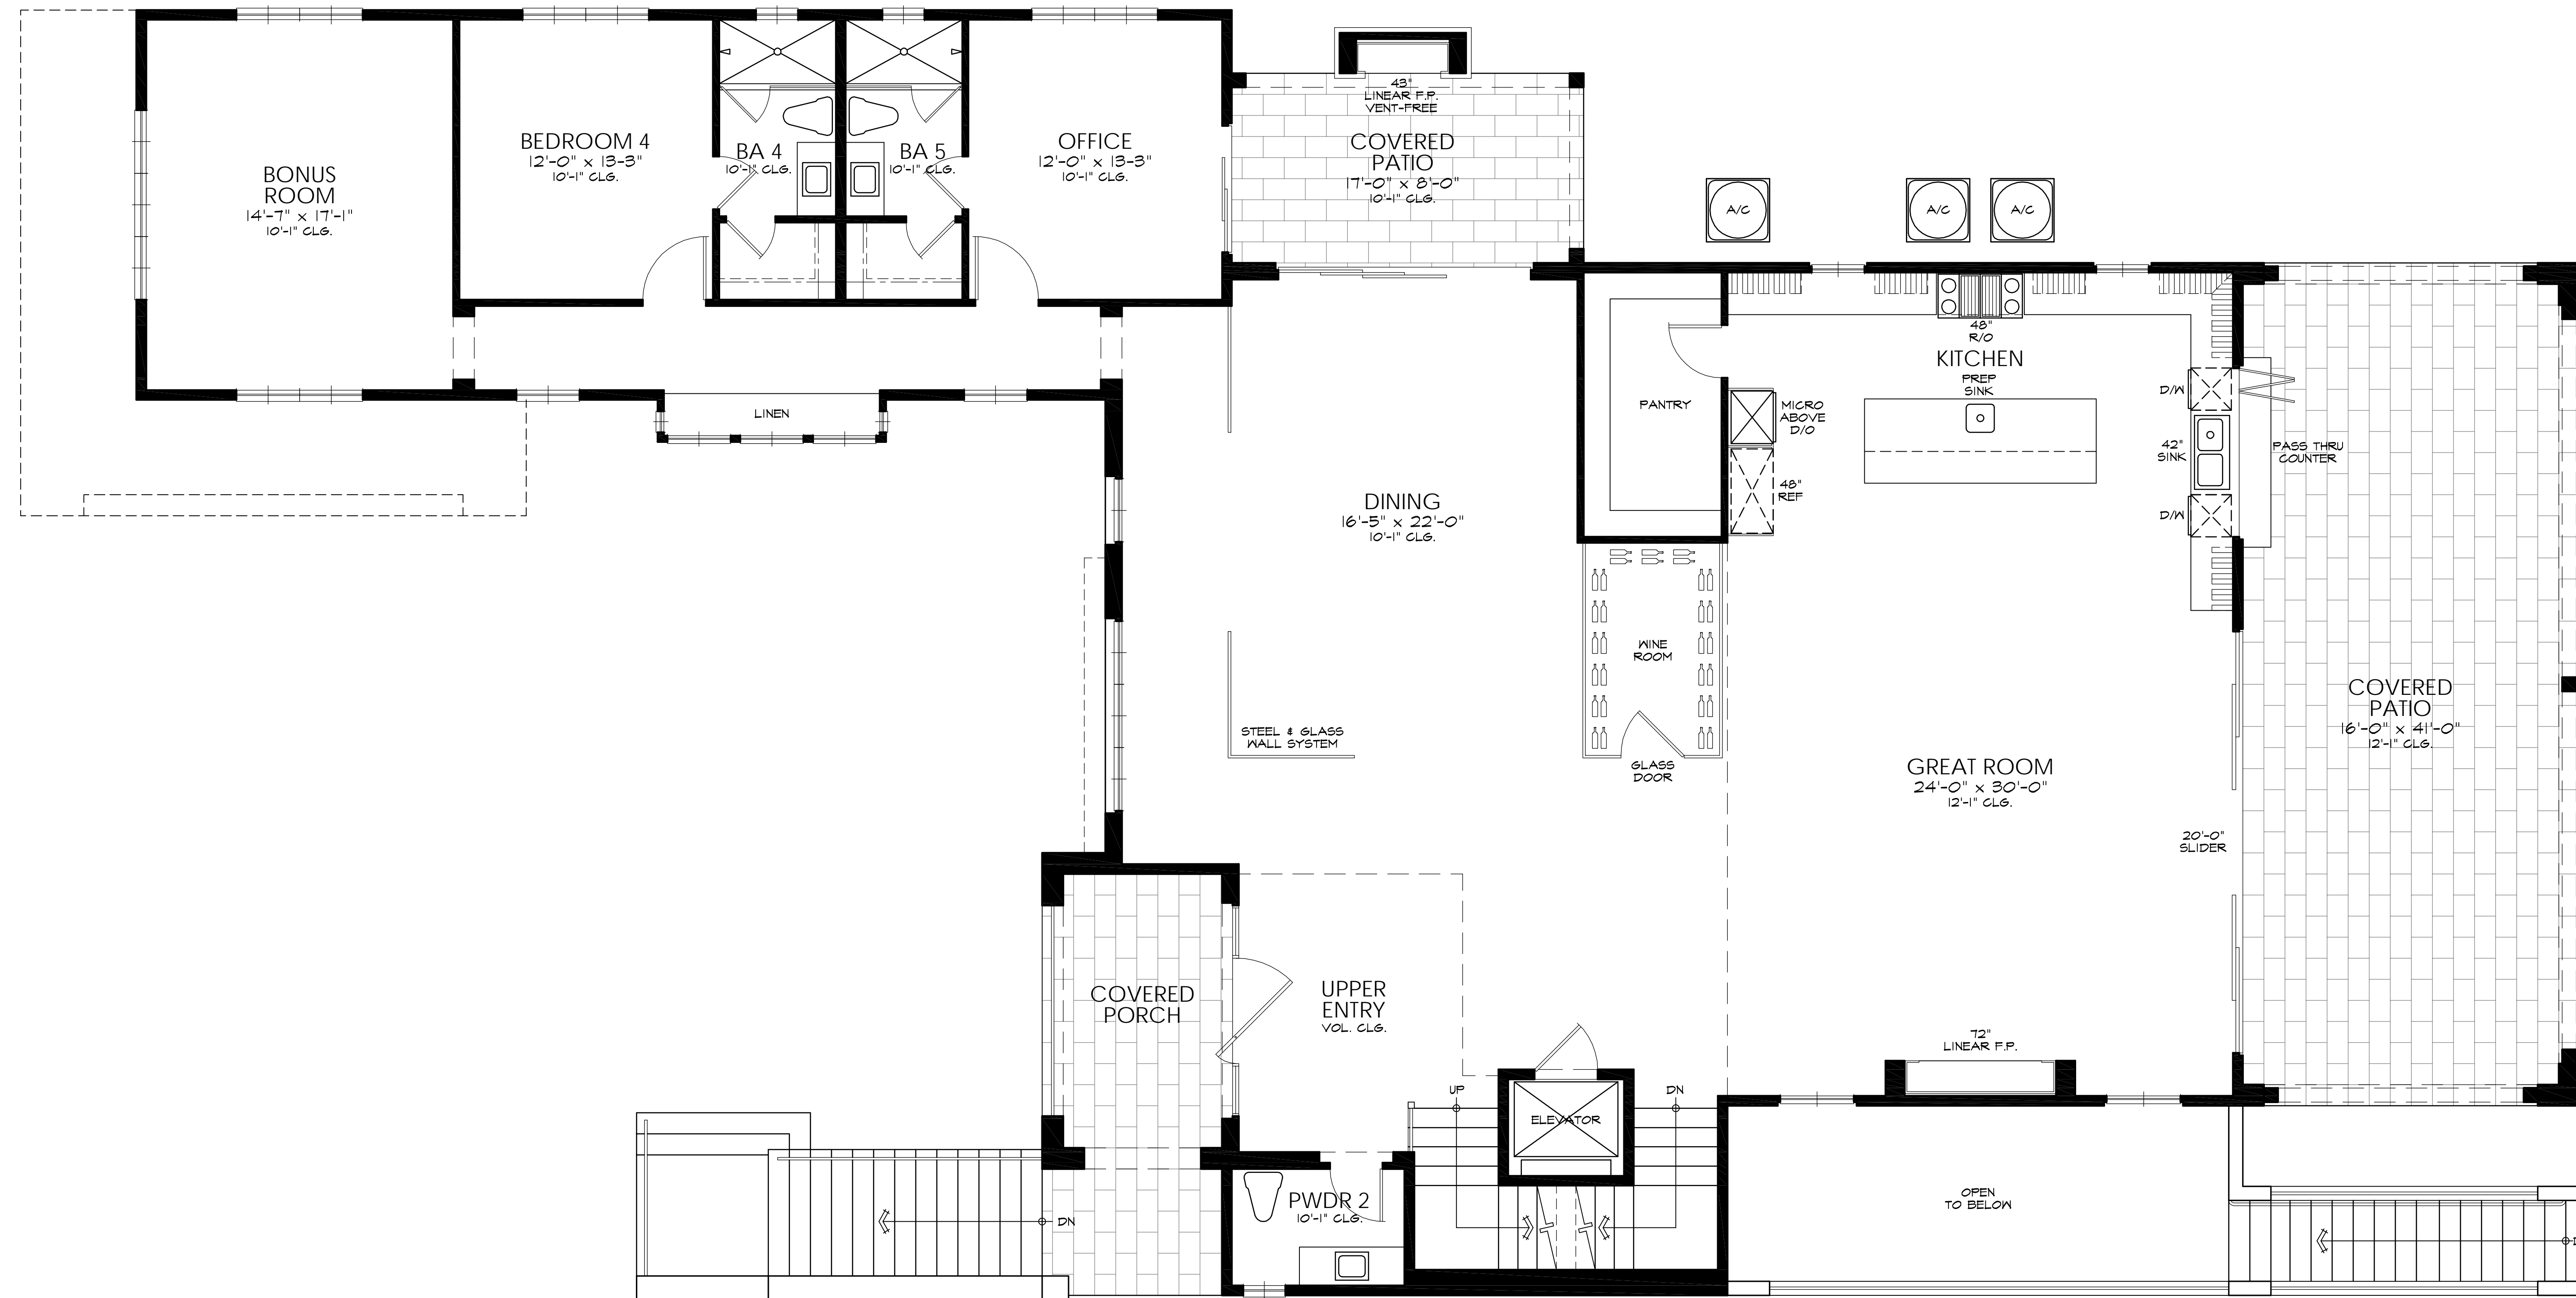 BONUS
ROOM
14'-7" x 17'-1"
10'-1" CLG.
BEDROOM 4
12'-0" x 13-3"
10'-1" CLG.
BA 4
10'-1" CLG.
BA 5
10'-1" CLG.
OFFICE
12'-0" x 13-3"
10'-1" CLG.
43"
LINEAR F.P.
VENT-FREE
COVERED
PATIO
17'-0" x 8'-0"
10'-1" CLG.
A/C
A/C
A/C
LINEN
48"
R/O
KITCHEN
PREP
SINK
PANTRY
MICRO
ABOVE
D/O
48"
REF
D/W
42"
SINK
D/W
PASS THRU
COUNTER
DINING
16'-5" x 22'-0"
10'-1" CLG.
WINE
ROOM
STEEL & GLASS
WALL SYSTEM
GLASS
DOOR
GREAT ROOM
24'-0" x 30'-0"
12'-1" CLG.
COVERED
PATIO
16'-0" x 41'-0"
12'-1" CLG.
20'-0"
SLIDER
COVERED
PORCH
UPPER
ENTRY
VOL. CLG.
72"
LINEAR F.P.
UP
DN
ELEVATOR
PWDR 2
10'-1" CLG.
DN
OPEN
TO BELOW